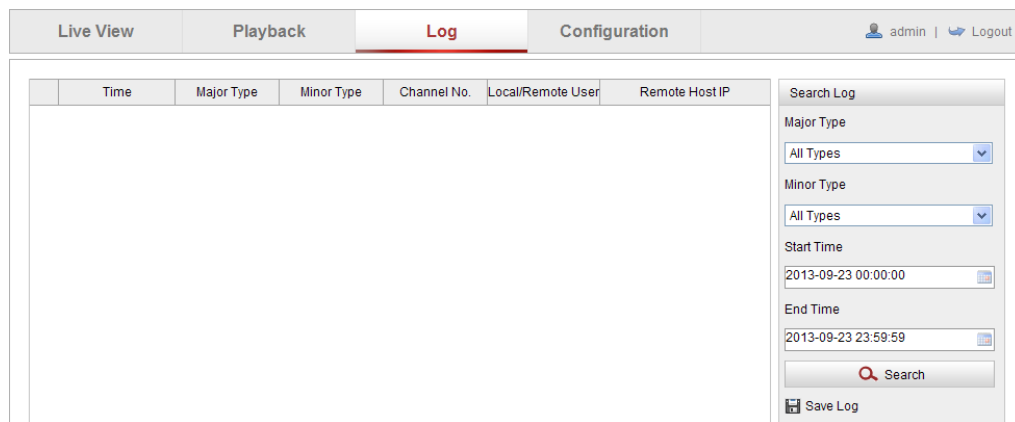 Live View Playback Log Configuration admin | Logout
Time Major Type Minor Type Channel No. Local/Remote User Remote Host IP
Search Log
Major Type
All Types
Minor Type
All Types
Start Time
2013-09-23 00:00:00
End Time
2013-09-23 23:59:59
Search
Save Log